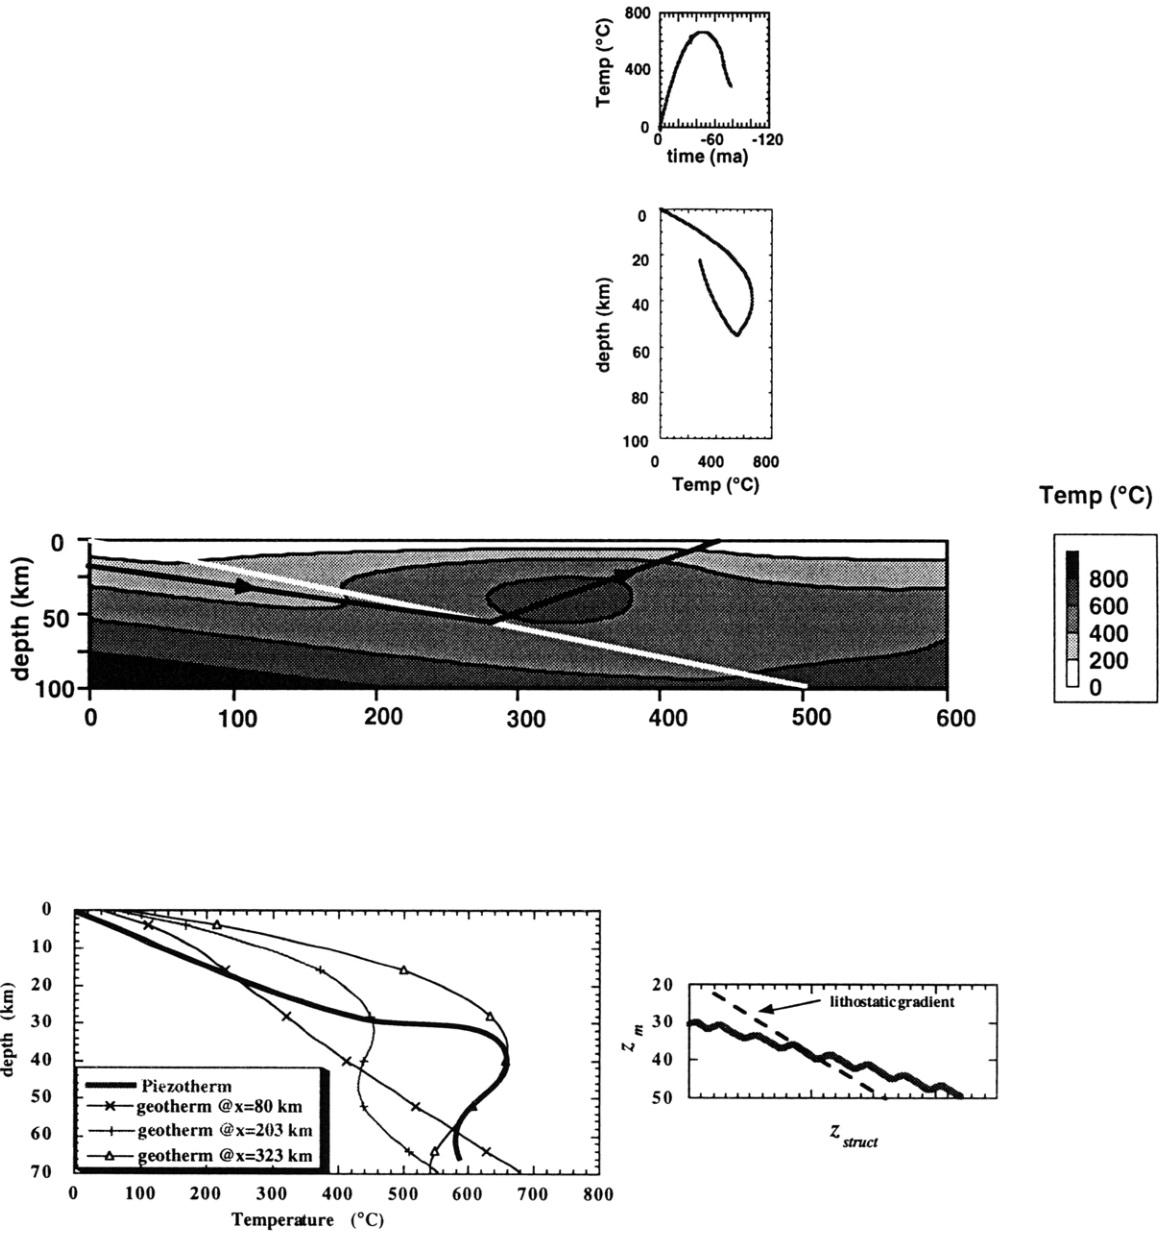 800
400
0
Temp (°C)
0 -60 -120
time (ma)
0
20
40
60
80
100
depth (km)
0 400 800
Temp (°C)
Temp (°C)
800
600
400
200
0
0
50
100
depth (km)
0 100 200 300 400 500 600
0
10
20
30
40
50
60
70
depth (km)
Piezotherm
geotherm @x=80 km
geotherm @x=203 km
geotherm @x=323 km
0 100 200 300 400 500 600 700 800
Temperature (°C)
20
30
40
50
z m
lithostatic gradient
z struct